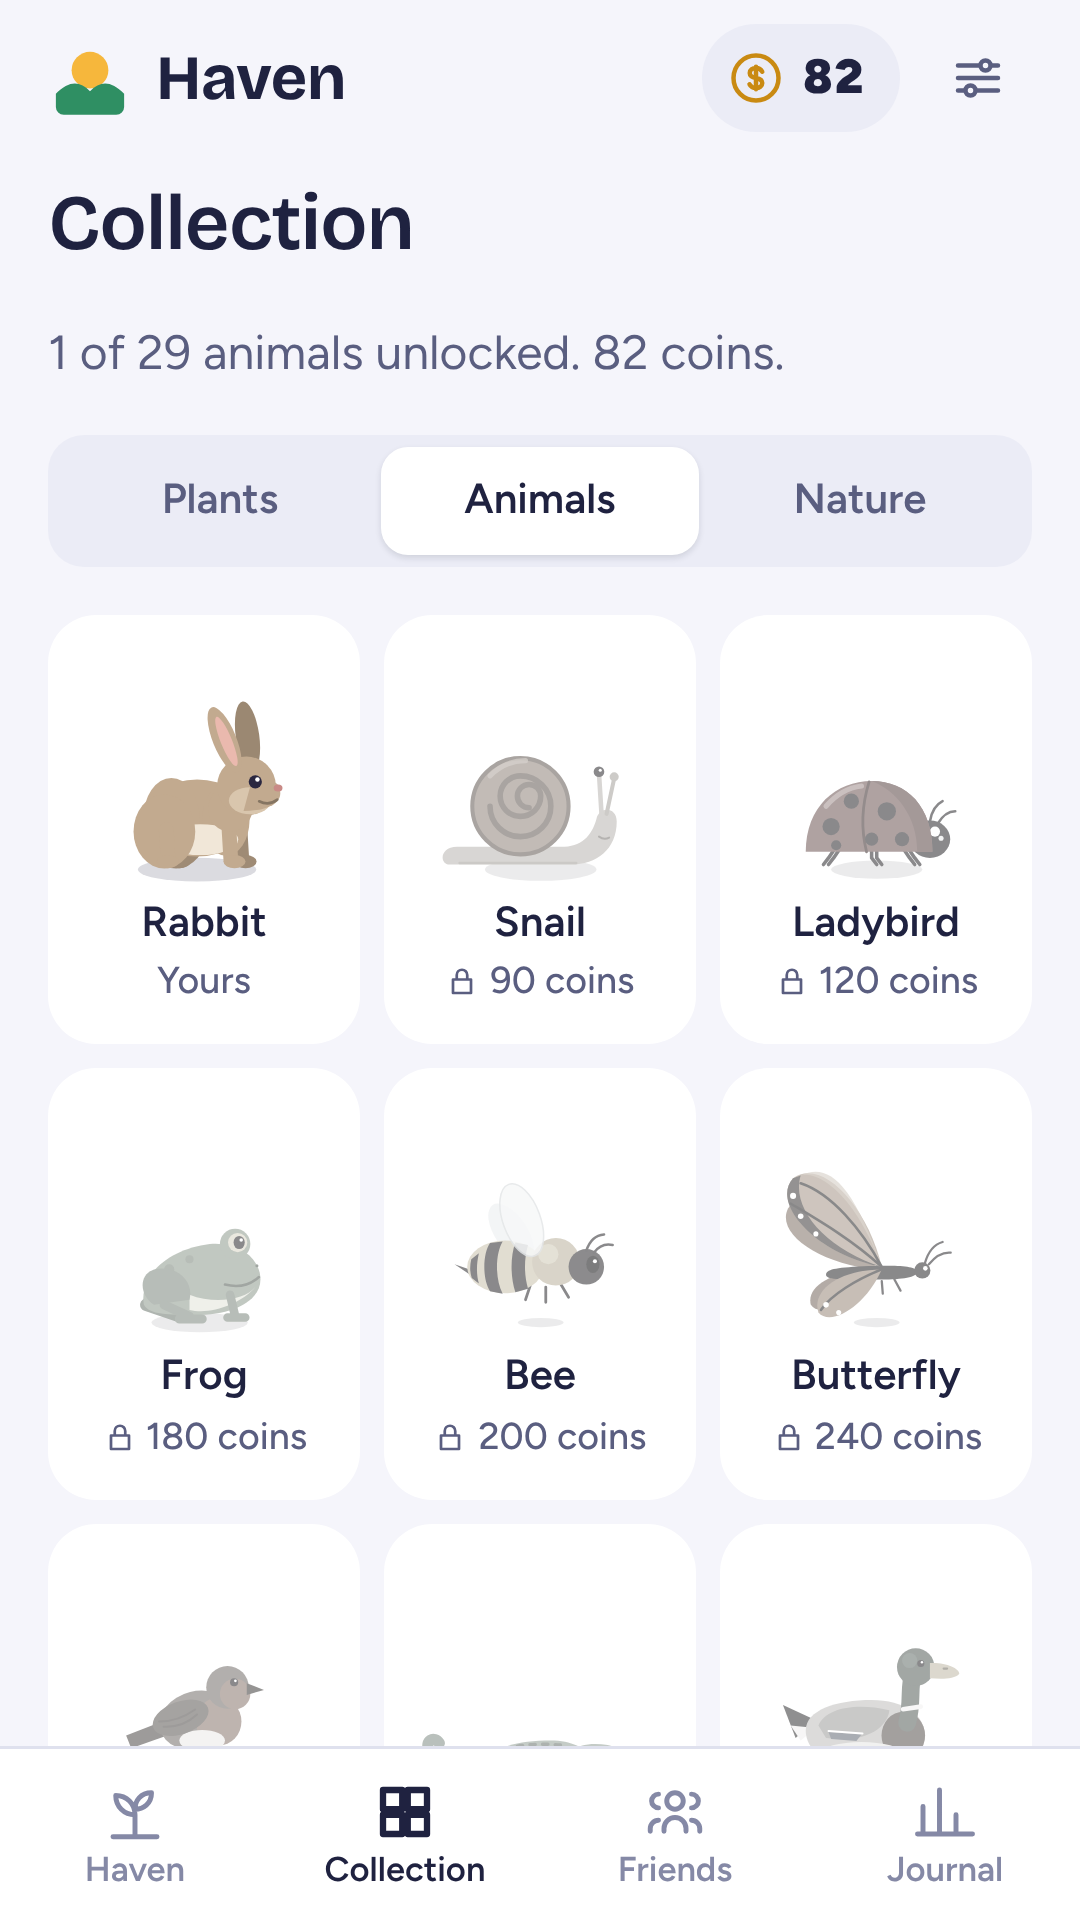 Haven
82
Collection
1 of 29 animals unlocked. 82 coins.
Plants Animals Nature
Rabbit Snail Ladybird
Yours 90 coins 120 coins
Frog Bee Butterfly
180 coins 200 coins 240 coins
Haven Collection Friends Journal